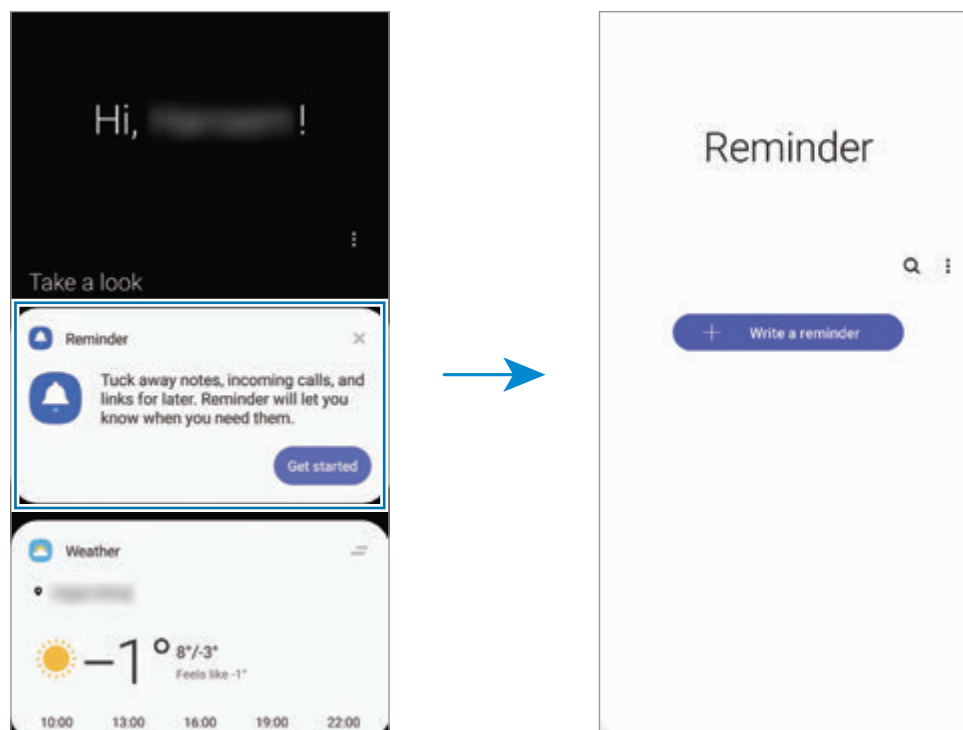 Hi, !
Take a look
Reminder
Tuck away notes, incoming calls, and
links for later. Reminder will let you
know when you need them.
Get started
Weather
-1°
8°/-3°
Feels like -1°
10:00 13:00 16:00 19:00 22:00
Reminder
+ Write a reminder